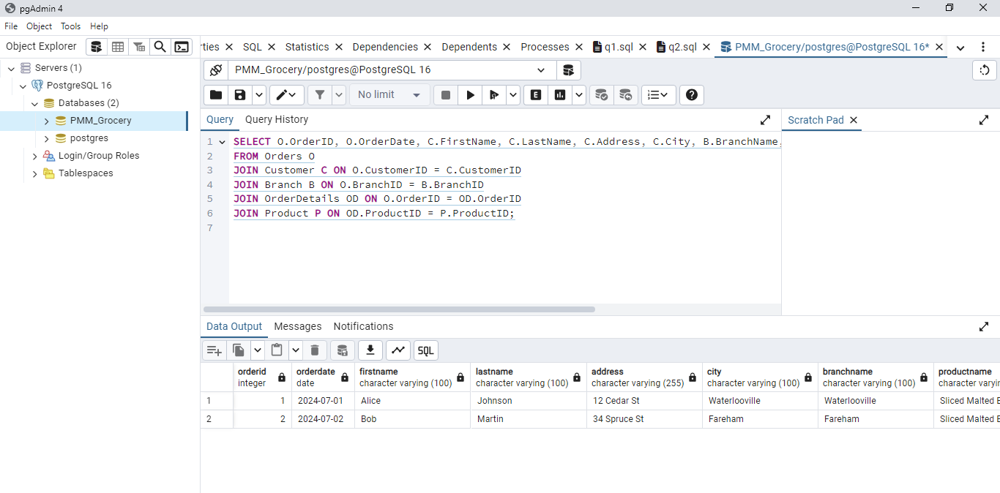 pgAdmin 4
File Object Tools Help
Object Explorer
rties SQL Statistics Dependencies Dependents Processes q1.sql q2.sql PMM_Grocery/postgres@PostgreSQL 16*
Servers (1)
PostgreSQL 16
Databases (2)
PMM_Grocery
postgres
Login/Group Roles
Tablespaces
PMM_Grocery/postgres@PostgreSQL 16
No limit
E
Query Query History
Scratch Pad
1 SELECT O.OrderID, O.OrderDate, C.FirstName, C.LastName, C.Address, C.City, B.BranchName,
2 FROM Orders O
3 JOIN Customer C ON O.CustomerID = C.CustomerID
4 JOIN Branch B ON O.BranchID = B.BranchID
5 JOIN OrderDetails OD ON O.OrderID = OD.OrderID
6 JOIN Product P ON OD.ProductID = P.ProductID;
7
Data Output Messages Notifications
SQL
orderid orderdate firstname lastname address city branchname productname
integer date character varying (100) character varying (100) character varying (255) character varying (100) character varying (100) character varyin
1 1 2024-07-01 Alice Johnson 12 Cedar St Waterlooville Waterlooville Sliced Malted B
2 2 2024-07-02 Bob Martin 34 Spruce St Fareham Fareham Sliced Malted B